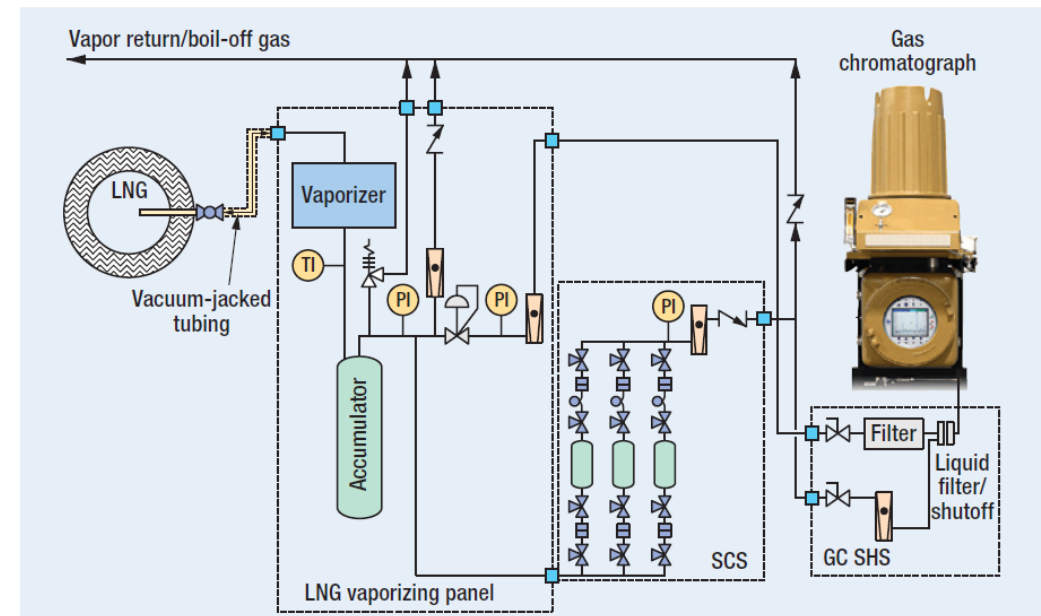 Vapor return/boil-off gas
Gas
chromatograph
LNG
Vaporizer
TI
Vacuum-jacked
tubing
PI
PI
PI
Accumulator
Filter
Liquid
filter/
shutoff
SCS
GC SHS
LNG vaporizing panel